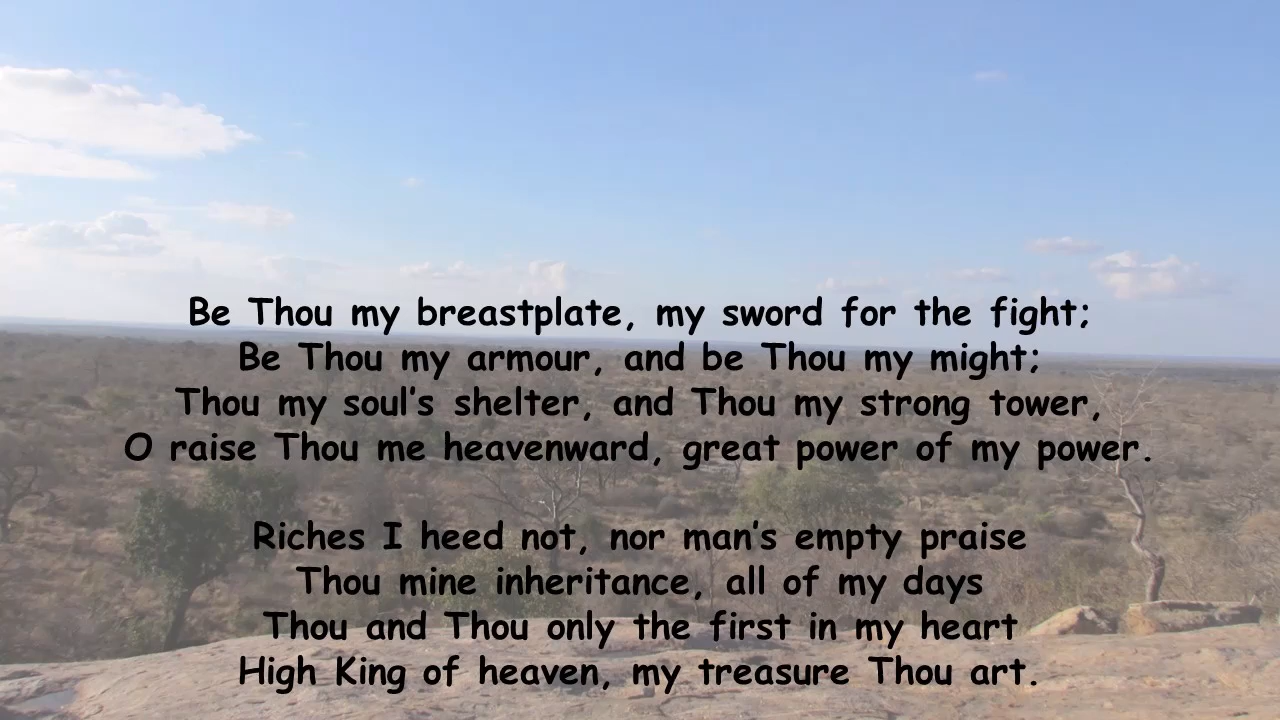 Be Thou my breastplate, my sword for the fight;
Be Thou my armour, and be Thou my might;
Thou my soul's shelter, and Thou my strong tower,
O raise Thou me heavenward, great power of my power.
Riches I heed not, nor man's empty praise
Thou mine inheritance, all of my days
Thou and Thou only the first in my heart
High King of heaven, my treasure Thou art.